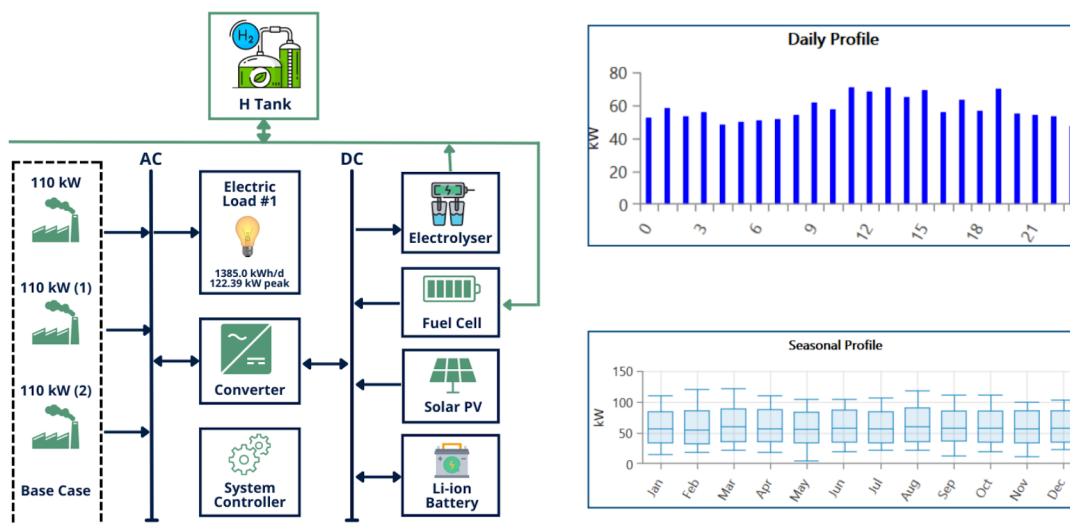 H₂
H Tank
AC
DC
110 kW
110 kW (1)
110 kW (2)
Base Case
Electric
Load #1
1385.0 kWh/d
122.39 kW peak
Converter
System
Controller
Electrolyser
Fuel Cell
Solar PV
Li-ion
Battery
Daily Profile
kW
80
60
40
20
0
0
3
6
9
12
15
18
21
Seasonal Profile
kW
150
100
50
0
Jan
Feb
Mar
Apr
May
Jun
Jul
Aug
Sep
Oct
Nov
Dec